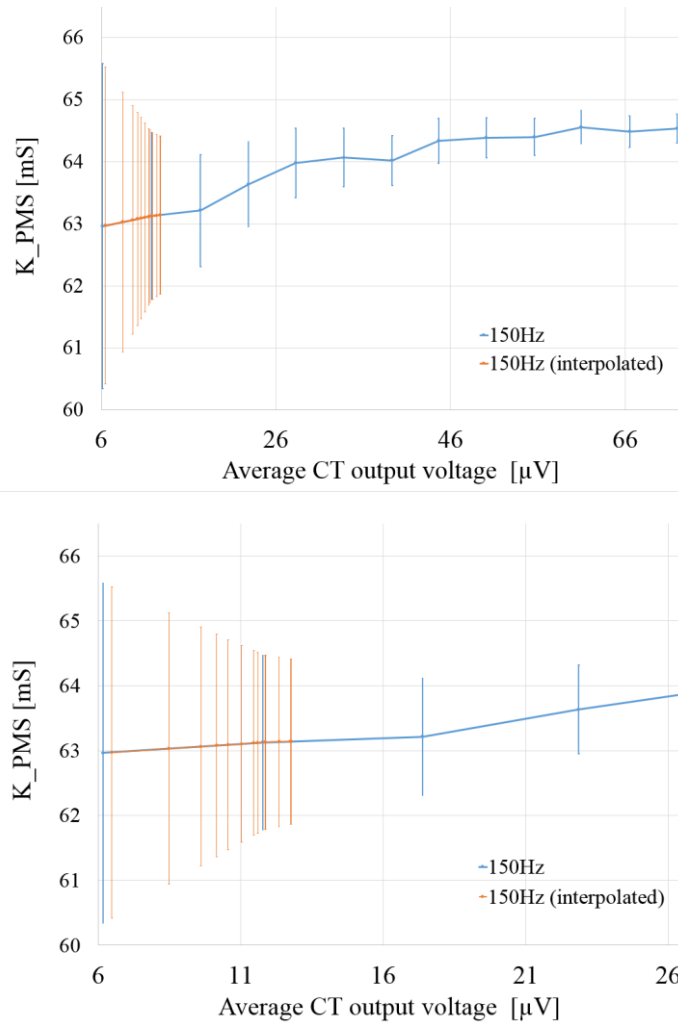 66
65
64
63
62
61
60
K_PMS [mS]
150Hz
150Hz (interpolated)
6
26
46
66
Average CT output voltage [µV]
66
65
64
63
62
61
60
K_PMS [mS]
150Hz
150Hz (interpolated)
6
11
16
21
26
Average CT output voltage [µV]